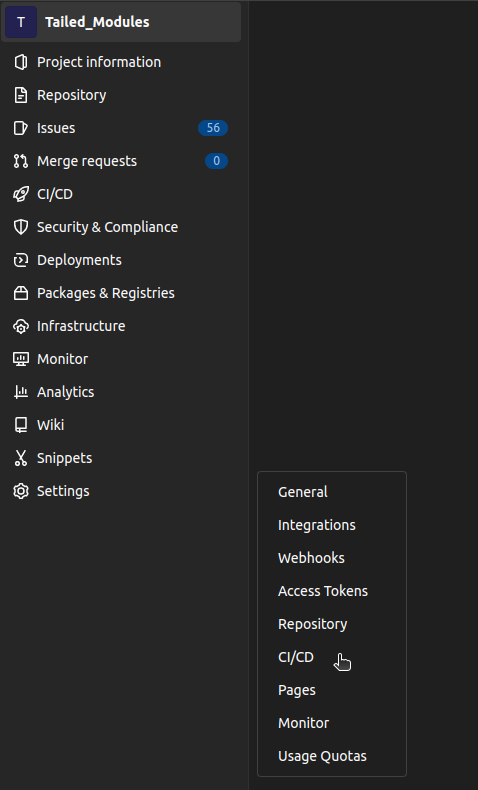 T Tailed_Modules
Project information
Repository
Issues 56
Merge requests 0
CI/CD
Security & Compliance
Deployments
Packages & Registries
Infrastructure
Monitor
Analytics
Wiki
Snippets
Settings
General
Integrations
Webhooks
Access Tokens
Repository
CI/CD
Pages
Monitor
Usage Quotas